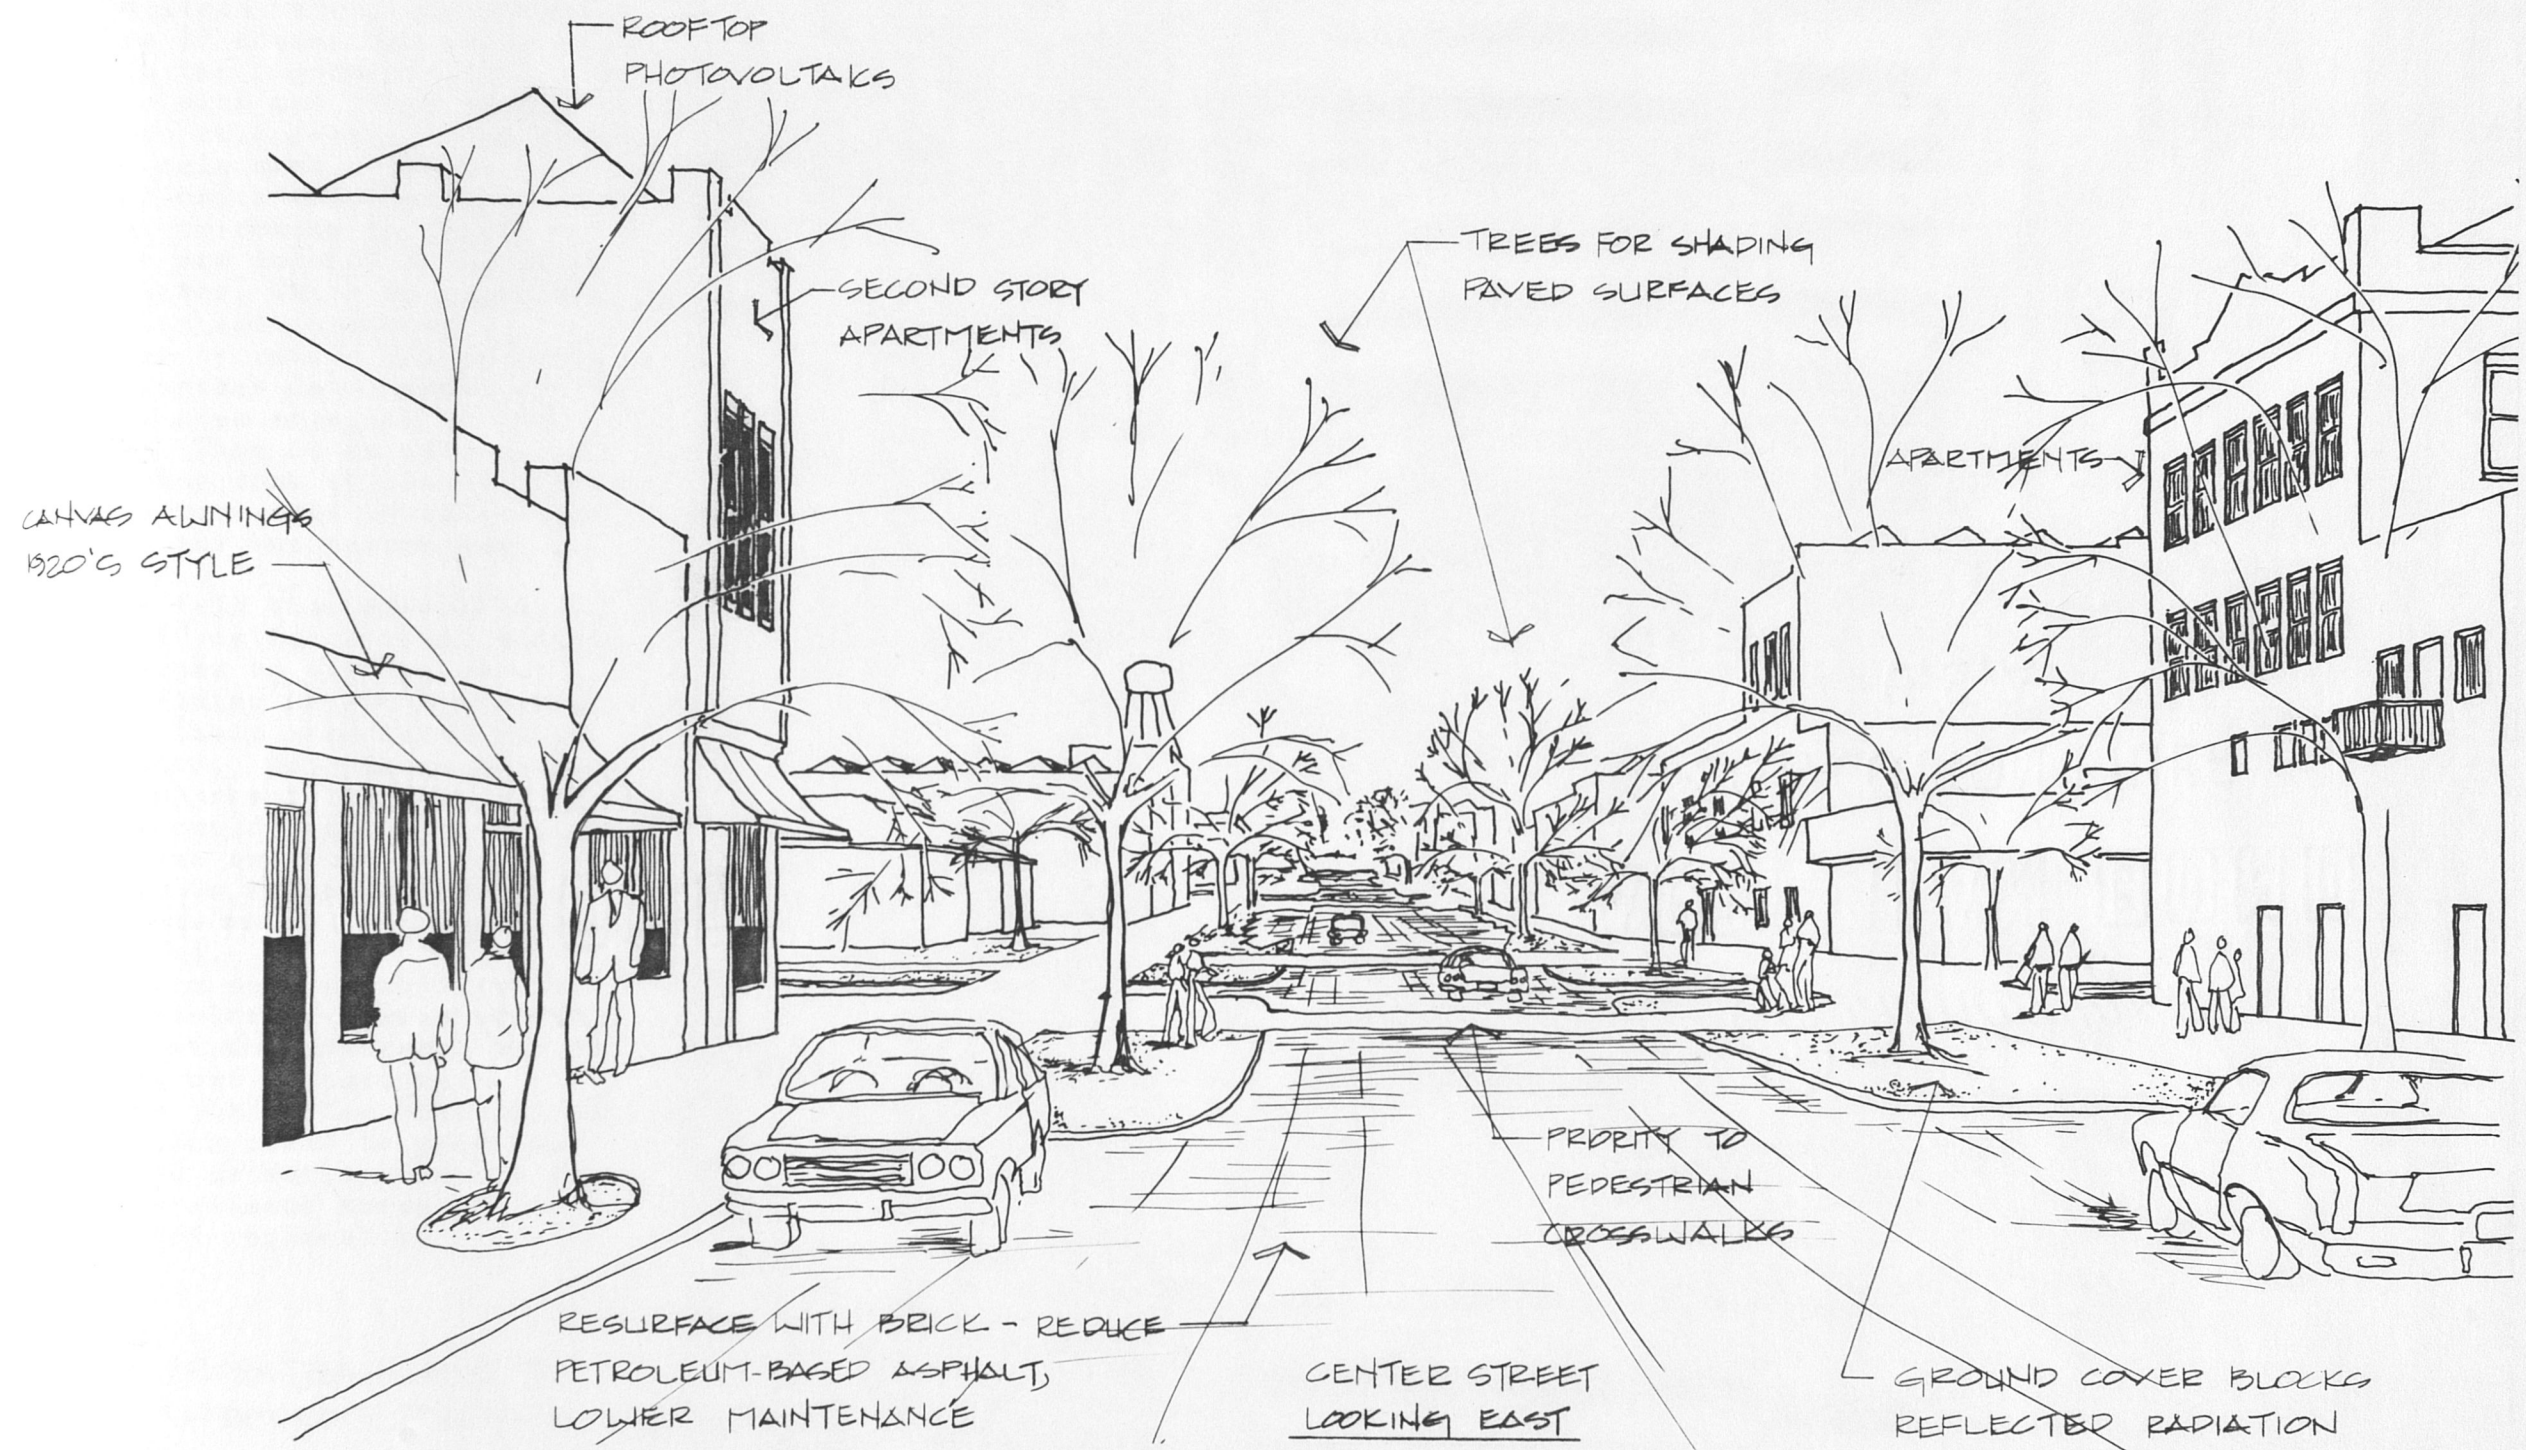 ROOFTOP
PHOTOVOLTAICS
SECOND STORY
APARTMENTS
TREES FOR SHADING
PAVED SURFACES
APARTMENTS
CANVAS AWNINGS
1920'S STYLE
PRIORITY TO
PEDESTRIAN
CROSSWALKS
RESURFACE WITH BRICK - REDUCE
PETROLEUM-BASED ASPHALT,
LOWER MAINTENANCE
CENTER STREET
LOOKING EAST
GROUND COVER BLOCKS
REFLECTED RADIATION